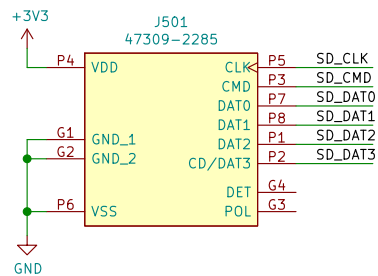 +3V3
J501
47309-2285
P4 VDD CLK P5 SD_CLK
CMD P3 SD_CMD
DAT0 P7 SD_DAT0
G1 GND_1 DAT1 P8 SD_DAT1
G2 GND_2 DAT2 P1 SD_DAT2
CD/DAT3 P2 SD_DAT3
DET G4
P6 VSS POL G3
GND